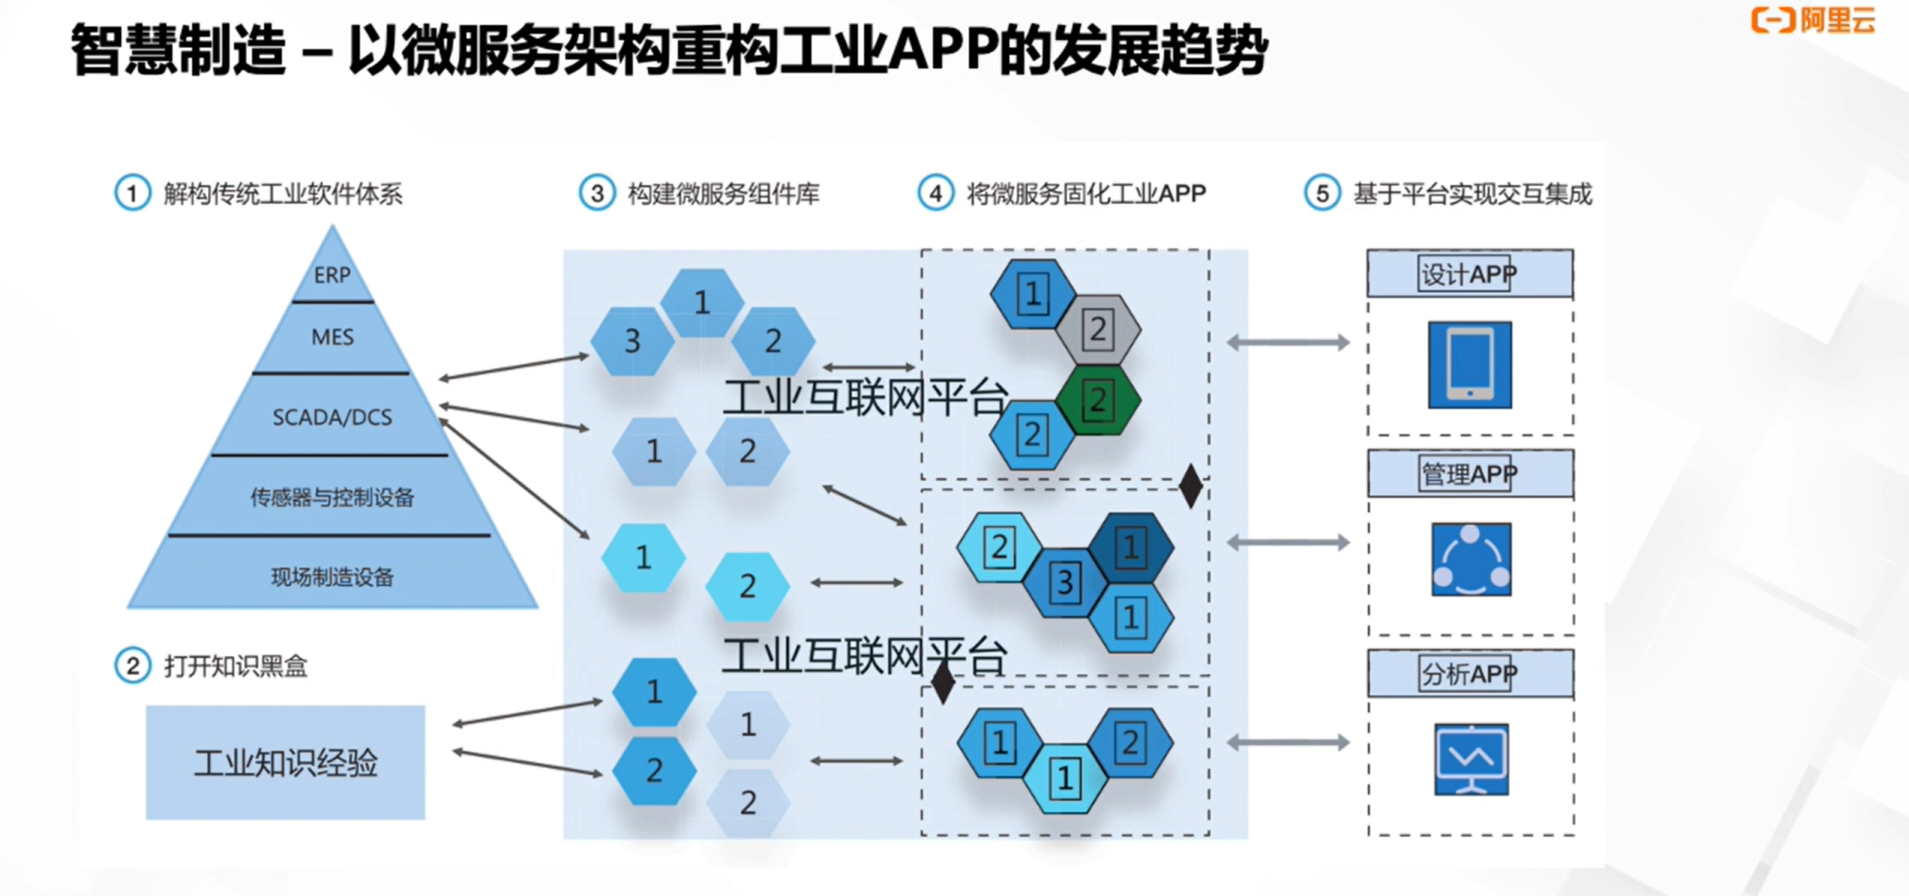 智慧制造 – 以微服务架构重构工业APP的发展趋势
阿里云
1 解构传统工业软件体系
ERP
MES
SCADA/DCS
传感器与控制设备
现场制造设备
2 打开知识黑盒
工业知识经验
3 构建微服务组件库
1
3
2
工业互联网平台
1
2
1
2
工业互联网平台
1
1
2
2
4 将微服务固化工业APP
1
2
2
2
2
1
3
1
1
2
1
5 基于平台实现交互集成
设计APP
管理APP
分析APP